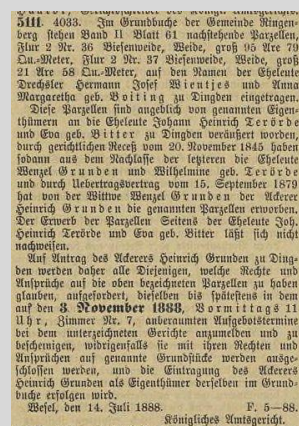 5111. 4033. Im Grundbuche der Gemeinde Ringen-
berg stehen Band II Blatt 61 nachstehende Parzellen,
Flur 2 Nr. 36 Biesenweide, Weide, groß 95 Are 79
Qu.-Meter, Flur 2 Nr. 37 Biesenweide, Weide, groß
21 Are 58 Qu.-Meter, auf den Namen der Eheleute
Drechsler Hermann Josef Wientjes und Anna
Margaretha geb. Boiting zu Dingden eingetragen.
Diese Parzellen sind angeblich von genannten Eigen-
thümern an die Eheleute Johann Heinrich Terörde
und Eva geb. Bitter zu Dingden veräußert worden,
durch gerichtlichen Receß vom 20. November 1845 haben
sodann aus dem Nachlasse der letzteren die Eheleute
Wenzel Grunden und Wilhelmine geb. Terörde
und durch Uebertragsvertrag vom 15. September 1879
hat von der Wittwe Wenzel Grunden der Ackerer
Heinrich Grunden die genannten Parzellen erworben.
Der Erwerb der Parzellen Seitens der Eheleute Joh.
Heinrich Terörde und Eva geb. Bitter läßt sich nicht
nachweisen.
Auf Antrag des Ackerers Heinrich Grunden zu Ding-
den werden daher alle Diejenigen, welche Rechte und
Ansprüche auf die oben bezeichneten Parzellen zu haben
glauben, aufgefordert, dieselben bis spätestens in dem
auf den 3. November 1888, Vormittags 11
Uhr, Zimmer Nr. 7, anberaumten Aufgebotstermine
bei dem unterzeichneten Gerichte anzumelden und zu
bescheinigen, widrigenfalls sie mit ihren Rechten und
Ansprüchen auf genannte Grundstücke werden ausge-
schlossen werden, und die Eintragung des Ackerers
Heinrich Grunden als Eigenthümer derselben im Grund-
buche erfolgen wird.
Wesel, den 14. Juli 1888. F. 5—88.
Königliches Amtsgericht.